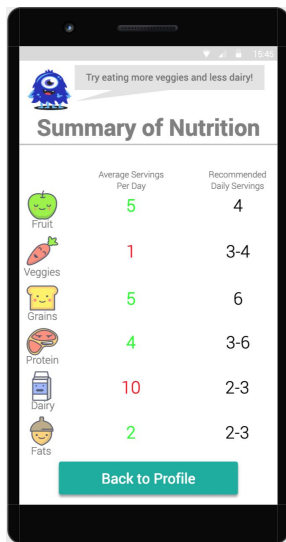 15:45
Try eating more veggies and less dairy!
Summary of Nutrition
Average Servings Per Day
Recommended Daily Servings
Fruit 5 4
Veggies 1 3-4
Grains 5 6
Protein 4 3-6
Dairy 10 2-3
Fats 2 2-3
Back to Profile